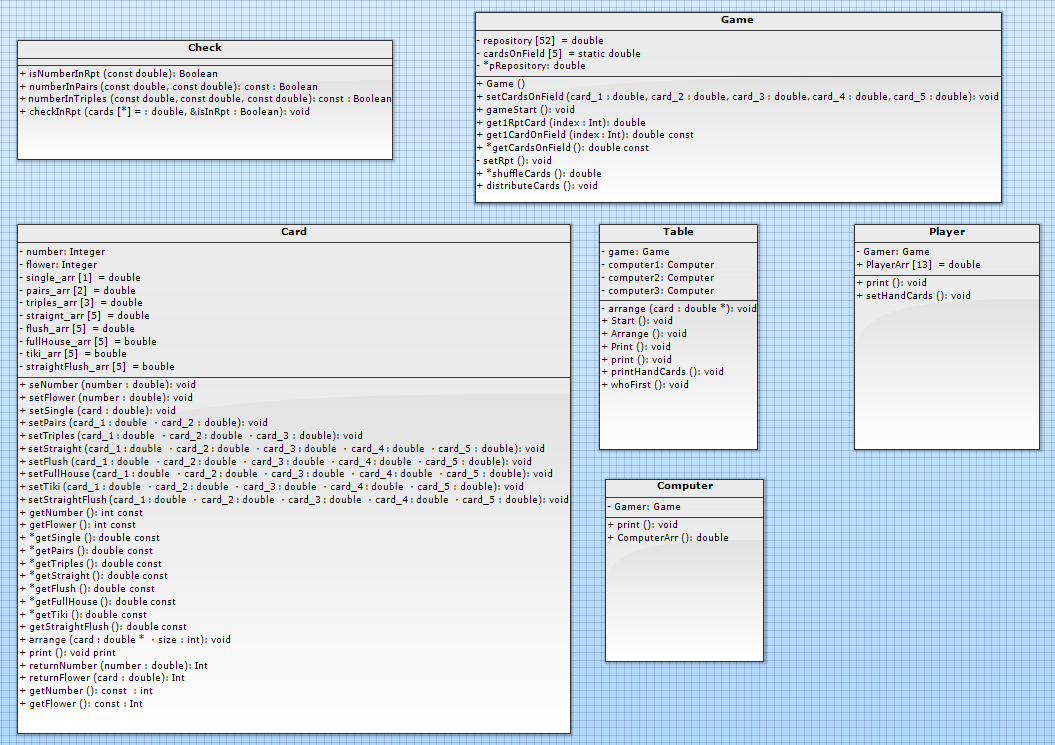 Check
+ isNumberInRpt (const double): Boolean
+ numberInPairs (const double, const double): const : Boolean
+ numberInTriples (const double, const double, const double): const : Boolean
+ checkInRpt (cards [*] = : double, &isInRpt : Boolean): void
Game
- repository [52] = double
- cardsOnField [5] = static double
- *pRepository: double
+ Game ()
+ setCardsOnField (card_1 : double, card_2 : double, card_3 : double, card_4 : double, card_5 : double): void
+ gameStart (): void
+ get1RptCard (index : Int): double
+ get1CardOnField (index : Int): double const
+ *getCardsOnField (): double const
- setRpt (): void
+ *shuffleCards (): double
+ distributeCards (): void
Card
- number: Integer
- flower: Integer
- single_arr [1] = double
- pairs_arr [2] = double
- triples_arr [3] = double
- straignt_arr [5] = double
- flush_arr [5] = double
- fullHouse_arr [5] = bouble
- tiki_arr [5] = bouble
- straightFlush_arr [5] = bouble
+ seNumber (number : double): void
+ setFlower (number : double): void
+ setSingle (card : double): void
+ setPairs (card_1 : double · card_2 : double): void
+ setTriples (card_1 : double · card_2 : double · card_3 : double): void
+ setStraight (card_1 : double · card_2 : double · card_3 : double · card_4 : double · card_5 : double): void
+ setFlush (card_1 : double · card_2 : double · card_3 : double · card_4 : double · card_5 : double): void
+ setFullHouse (card_1 : double · card_2 : double · card_3 : double · card_4 : double · card_5 : double): void
+ setTiki (card_1 : double · card_2 : double · card_3 : double · card_4 : double · card_5 : double): void
+ setStraightFlush (card_1 : double · card_2 : double · card_3 : double · card_4 : double · card_5 : double): void
+ getNumber (): int const
+ getFlower (): int const
+ *getSingle (): double const
+ *getPairs (): double const
+ *getTriples (): double const
+ *getStraight (): double const
+ *getFlush (): double const
+ *getFullHouse (): double const
+ *getTiki (): double const
+ getStraightFlush (): double const
+ arrange (card : double * · size : int): void
+ print (): void print
+ returnNumber (number : double): Int
+ returnFlower (card : double): Int
+ getNumber (): const : int
+ getFlower (): const : Int
Table
- game: Game
- computer1: Computer
- computer2: Computer
- computer3: Computer
- arrange (card : double *): void
+ Start (): void
+ Arrange (): void
+ Print (): void
+ print (): void
+ printHandCards (): void
+ whoFirst (): void
Player
- Gamer: Game
+ PlayerArr [13] = double
+ print (): void
+ setHandCards (): void
Computer
- Gamer: Game
+ print (): void
+ ComputerArr (): double